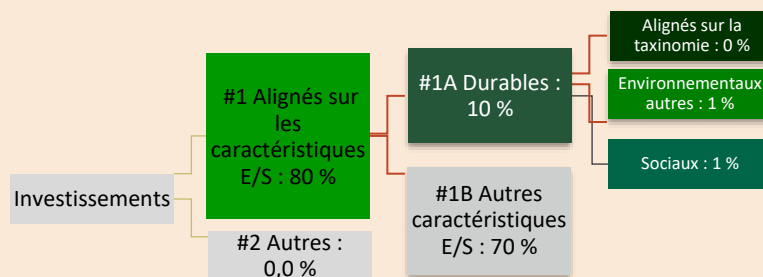 Investissements
#1 Alignés sur
les
caractéristiques
E/S : 80 %
#2 Autres :
0,0 %
#1A Durables :
10 %
#1B Autres
caractéristiques
E/S : 70 %
Alignés sur la
taxinomie : 0 %
Environnementaux
autres : 1 %
Sociaux : 1 %